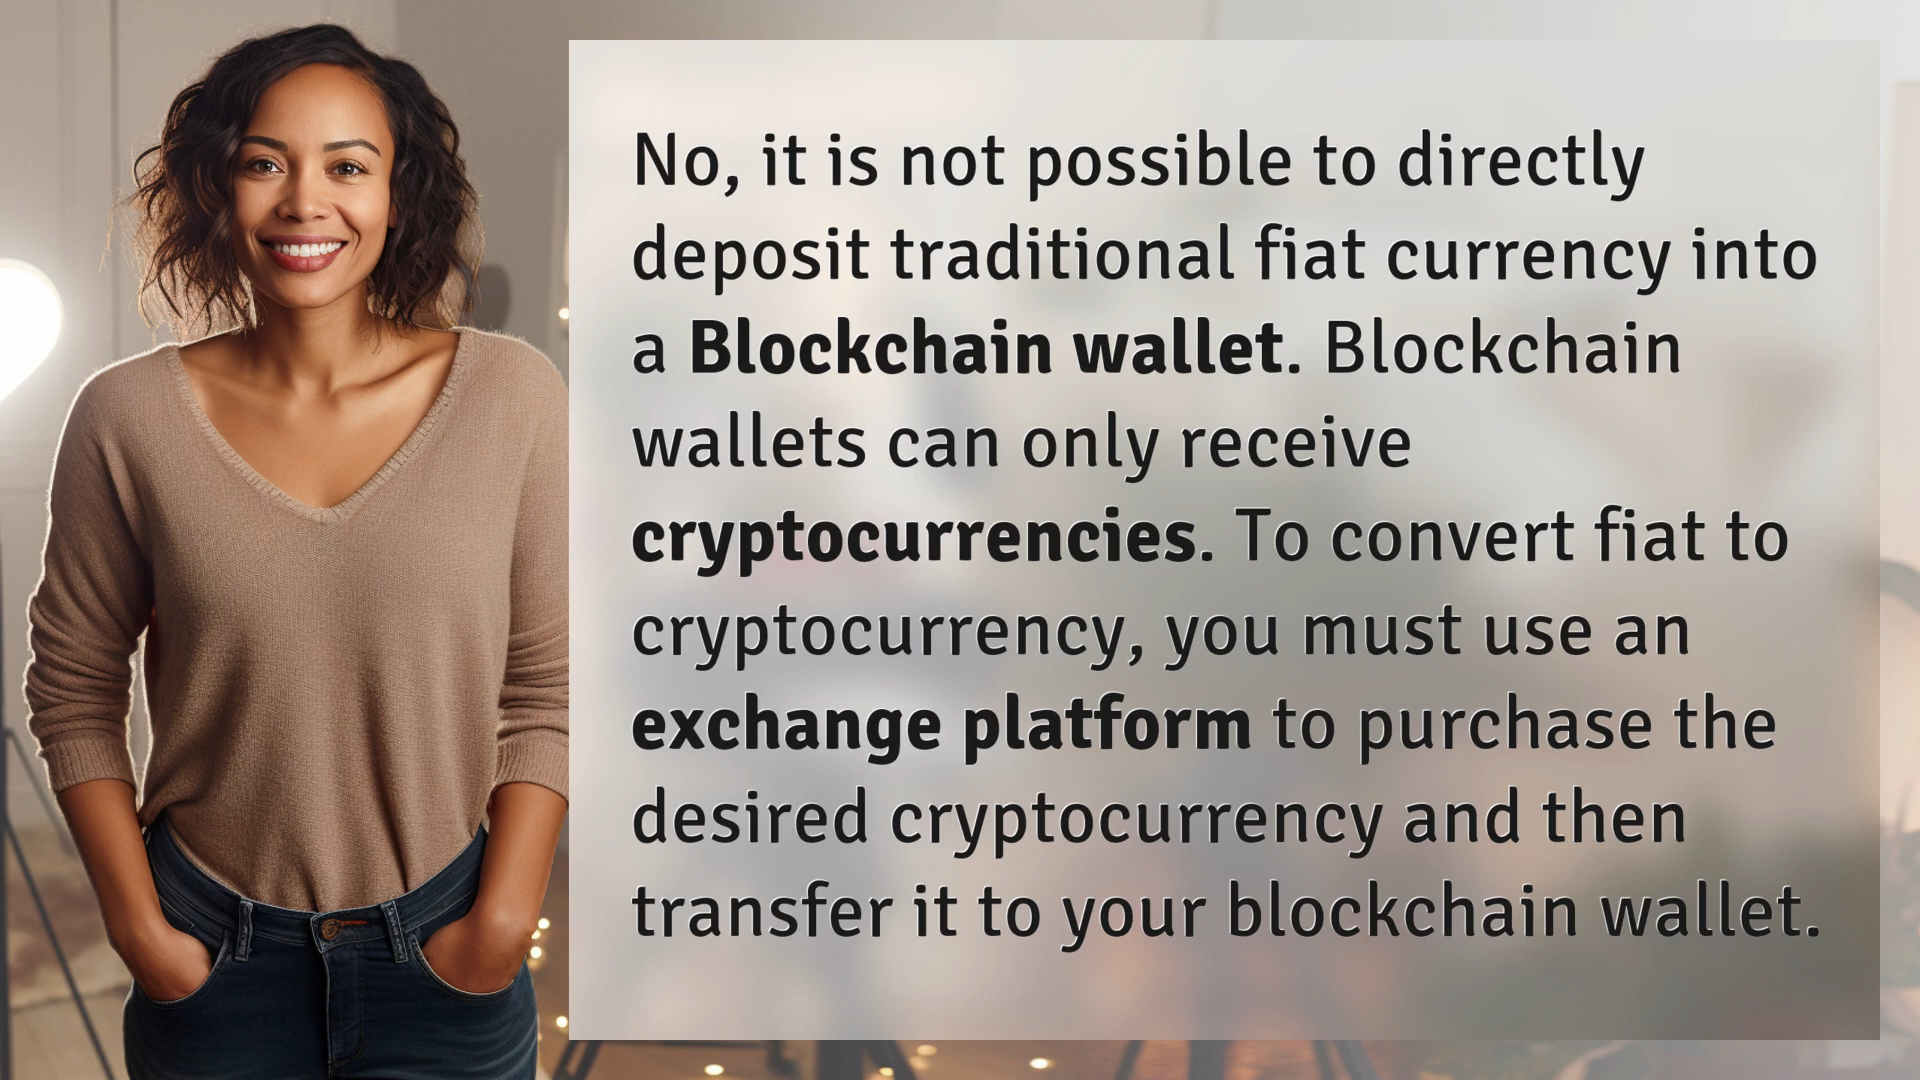 No, it is not possible to directly
deposit traditional fiat currency into
a Blockchain wallet. Blockchain
wallets can only receive
cryptocurrencies. To convert fiat to
cryptocurrency, you must use an
exchange platform to purchase the
desired cryptocurrency and then
transfer it to your blockchain wallet.